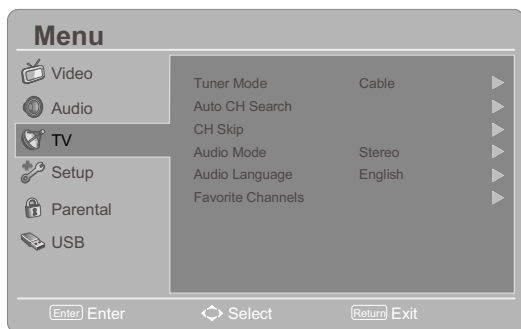 Menu
Video
Audio
TV
Setup
Parental
USB
Tuner Mode Cable
Auto CH Search
CH Skip
Audio Mode Stereo
Audio Language English
Favorite Channels
Enter Enter Select Return Exit